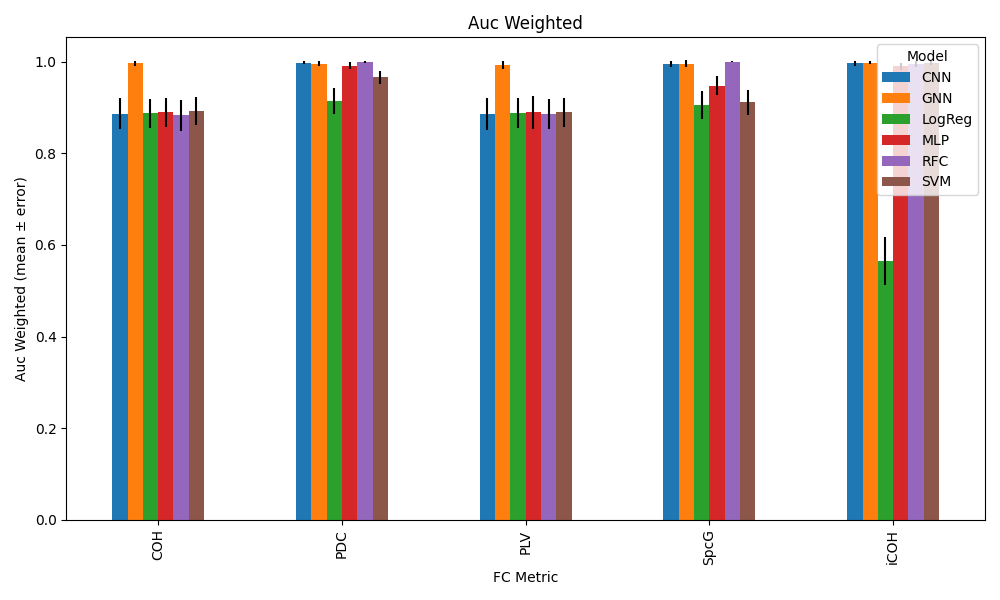 Auc Weighted
Auc Weighted (mean ± error)
1.0
0.8
0.6
0.4
0.2
0.0
Model
CNN
GNN
LogReg
MLP
RFC
SVM
COH
PDC
PLV
SpcG
iCOH
FC Metric